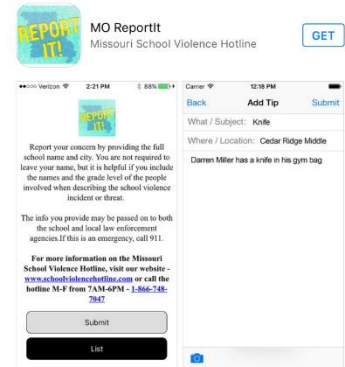 REPORT
IT!
MO ReportIt
Missouri School Violence Hotline
GET
Verizon 2:21 PM 88%
REPORT
IT!
Report your concern by providing the full
school name and city. You are not required to
leave your name, but it is helpful if you include
the names and the grade level of the people
involved when describing the school violence
incident or threat.
The info you provide may be passed on to both
the school and local law enforcement
agencies.If this is an emergency, call 911.
For more information on the Missouri
School Violence Hotline, visit our website -
www.schoolviolencehotline.com or call the
hotline M-F from 7AM-6PM - 1-866-748-
7047
Submit
List
Carrier 12:18 PM
Back Add Tip Submit
What / Subject: Knife
Where / Location: Cedar Ridge Middle
Darren Miller has a knife in his gym bag